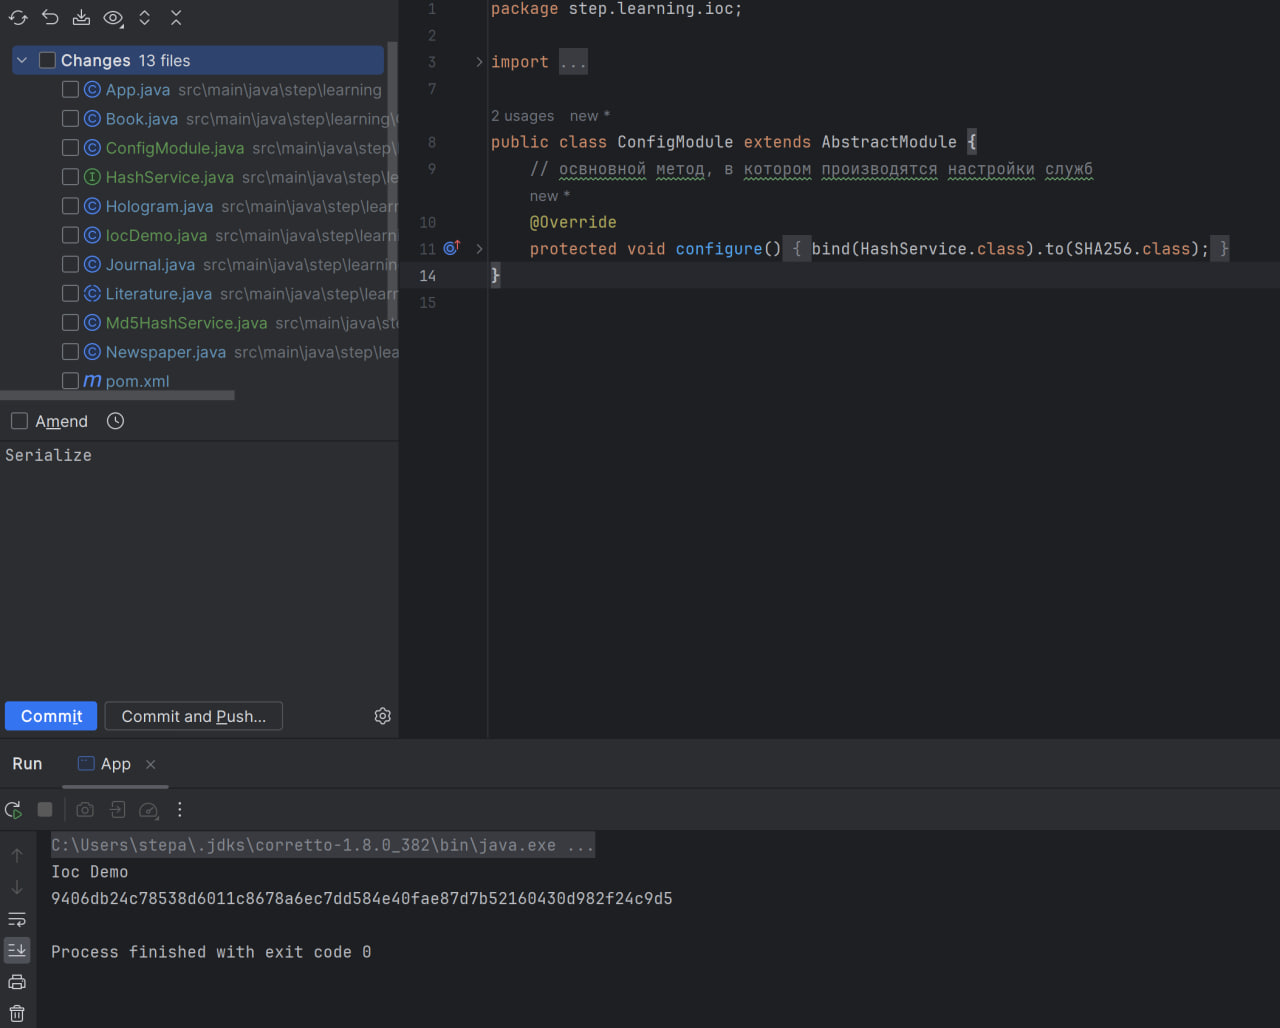 Changes 13 files
App.java src\main\java\step\learning
Book.java src\main\java\step\learning\
ConfigModule.java src\main\java\step\
HashService.java src\main\java\step\le
Hologram.java src\main\java\step\lear
IocDemo.java src\main\java\step\learni
Journal.java src\main\java\step\learnin
Literature.java src\main\java\step\lear
Md5HashService.java src\main\java\st
Newspaper.java src\main\java\step\lea
pom.xml
Amend
Serialize
Commit
Commit and Push...
1 package step.learning.ioc;
2
3 import ...
7
2 usages new *
8 public class ConfigModule extends AbstractModule {
9 // освновной метод, в котором производятся настройки служб
new *
10 @Override
11 protected void configure() { bind(HashService.class).to(SHA256.class); }
14 }
15
Run App
C:\Users\stepa\.jdks\corretto-1.8.0_382\bin\java.exe ...
Ioc Demo
9406db24c78538d6011c8678a6ec7dd584e40fae87d7b52160430d982f24c9d5
Process finished with exit code 0